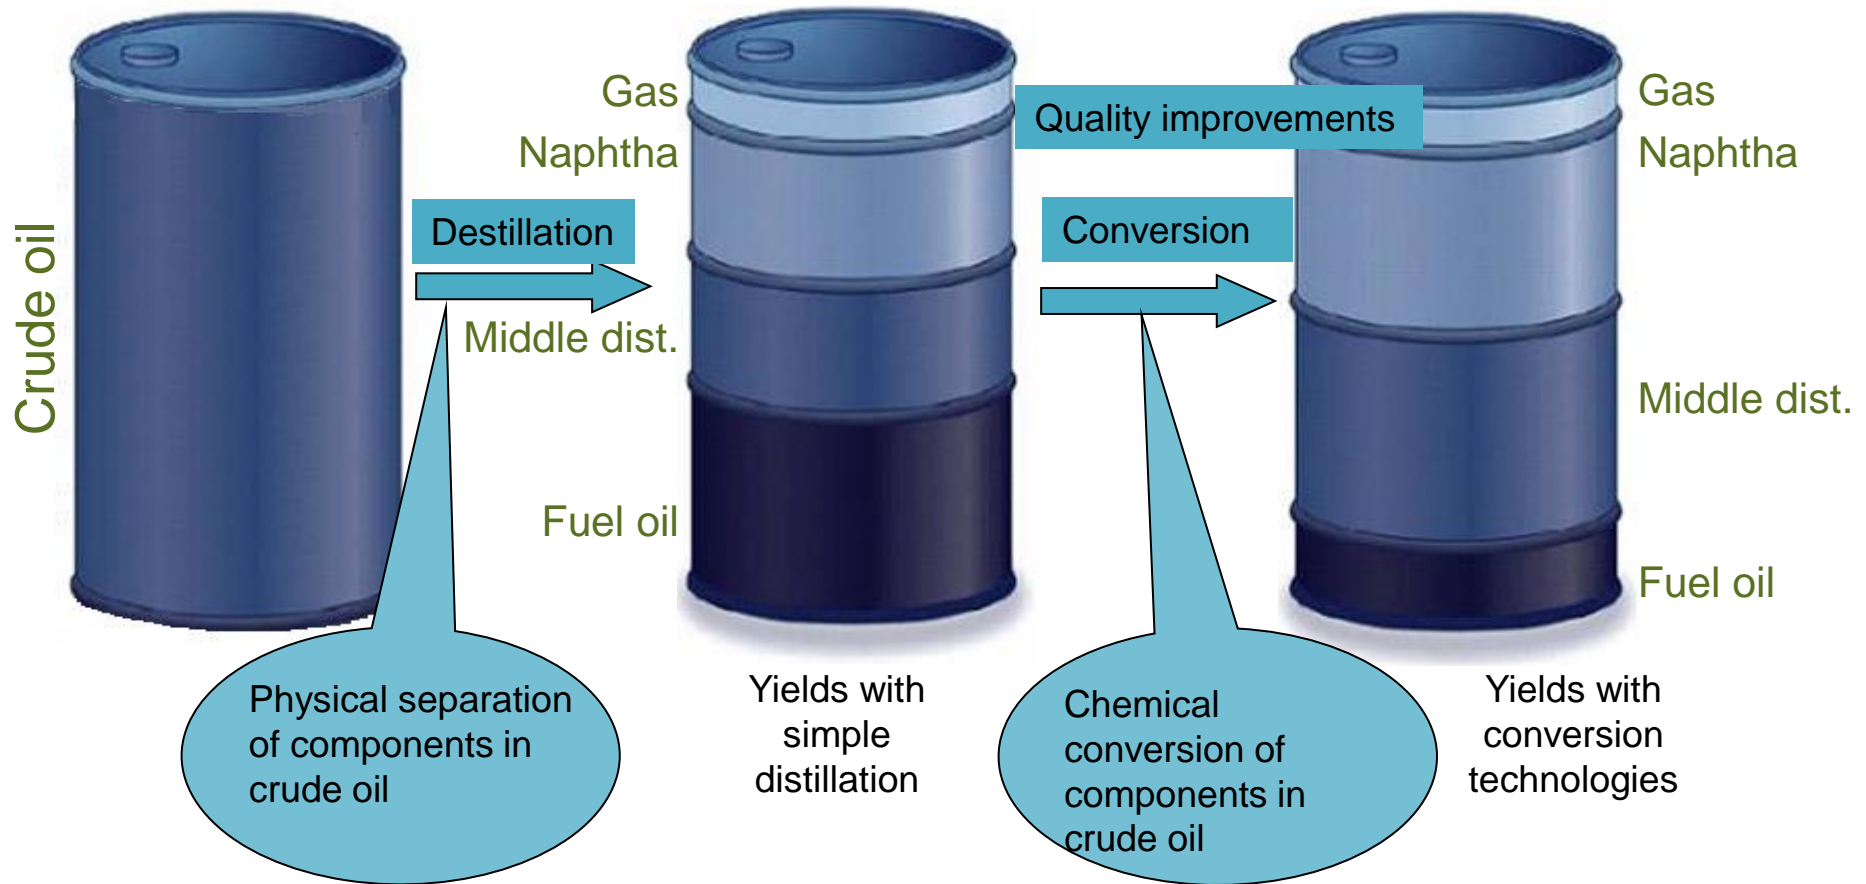 Crude oil
Destillation
Gas
Naphtha
Middle dist.
Fuel oil
Quality improvements
Conversion
Gas
Naphtha
Middle dist.
Fuel oil
Physical separation
of components in
crude oil
Yields with
simple
distillation
Chemical
conversion of
components in
crude oil
Yields with
conversion
technologies